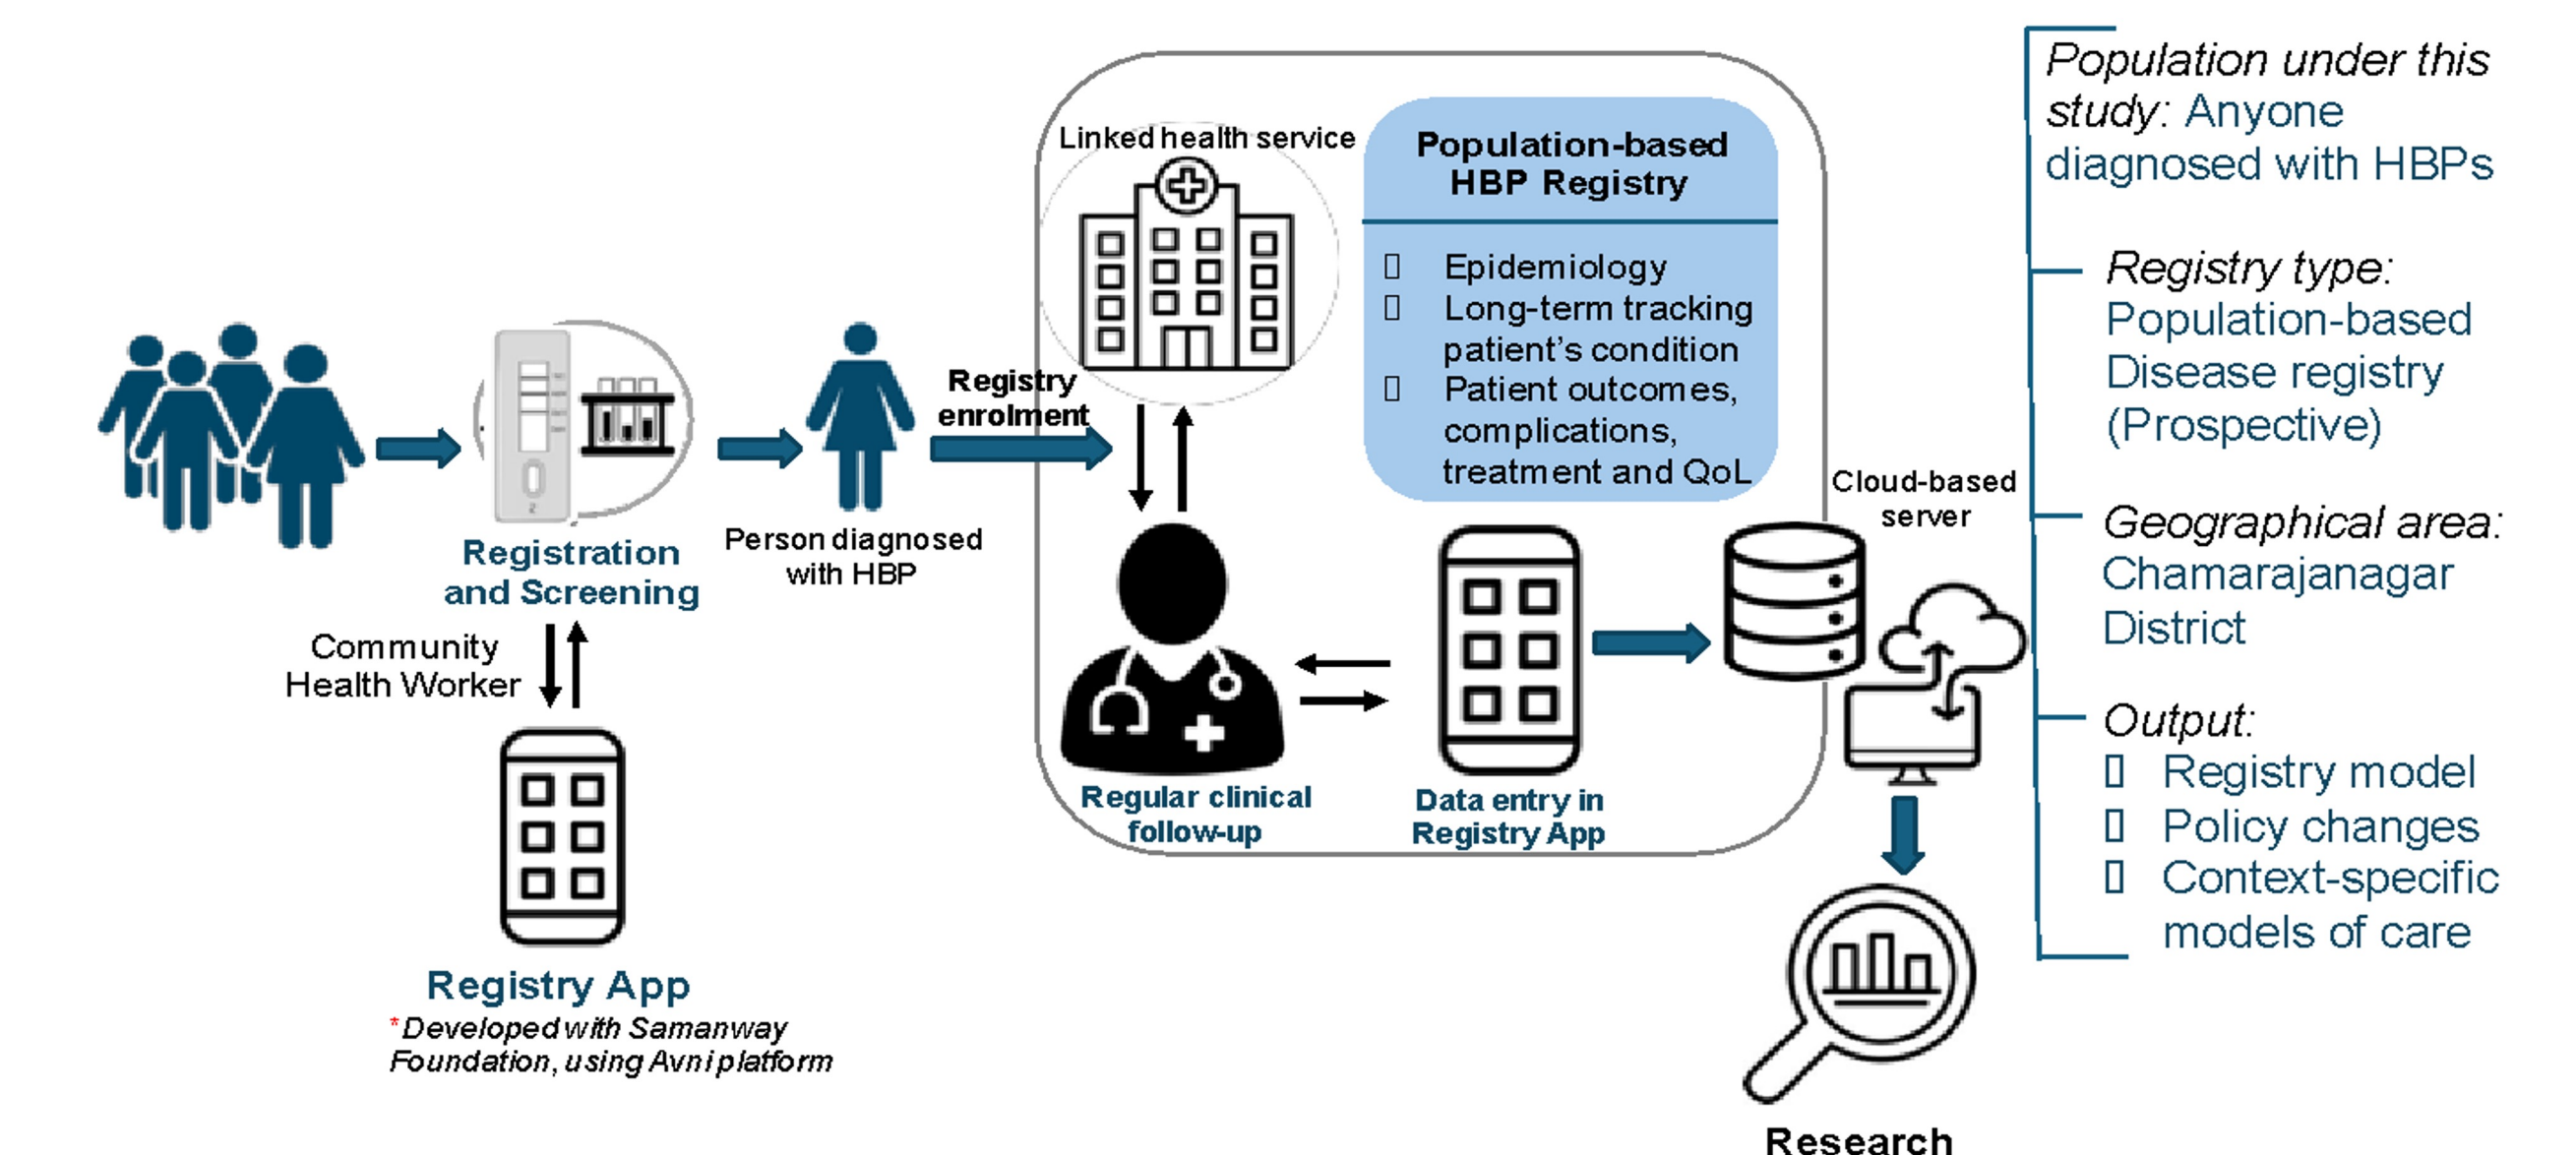 Registration
and Screening
Community
Health Worker
Registry App
*Developed with Samanway
Foundation, using Avni platform
Person diagnosed
with HBP
Registry
enrolment
Linked health service
Population-based
HBP Registry
Epidemiology
Long-term tracking
patient's condition
Patient outcomes,
complications,
treatment and QoL
Regular clinical
follow-up
Data entry in
Registry App
Cloud-based
server
Research
Population under this
study: Anyone
diagnosed with HBPs
Registry type:
Population-based
Disease registry
(Prospective)
Geographical area:
Chamarajanagar
District
Output:
Registry model
Policy changes
Context-specific
models of care